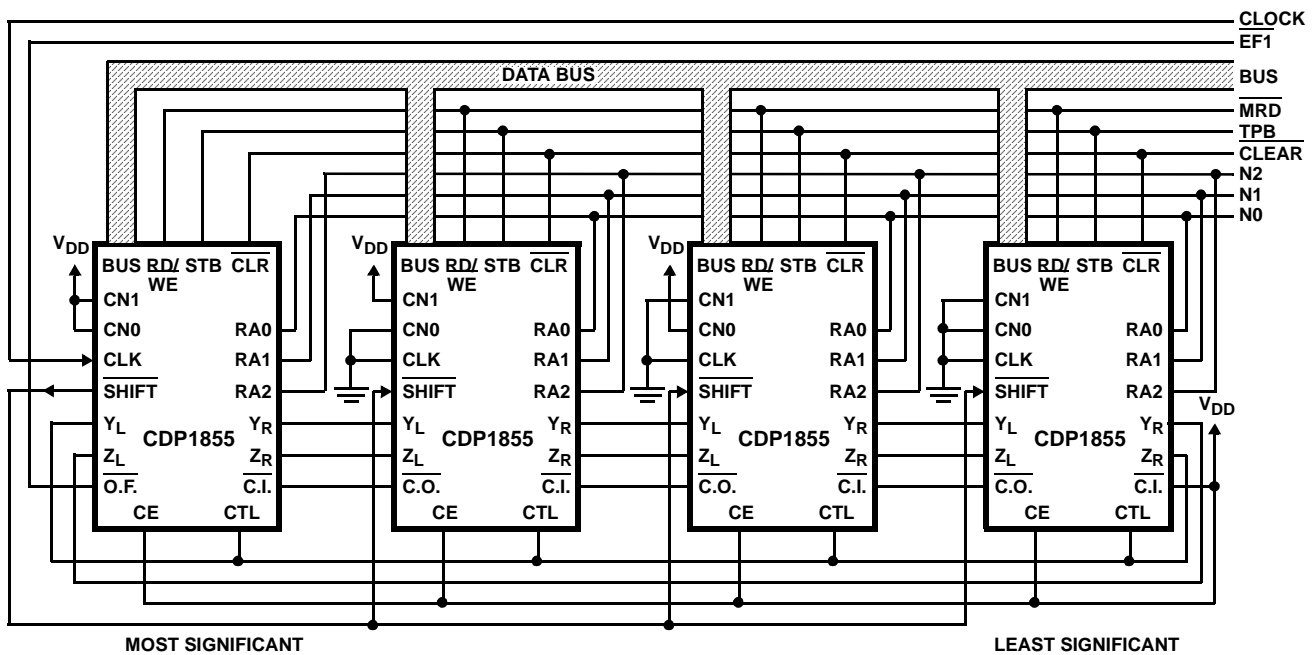 CLOCK
EF1
DATA BUS
BUS
MRD
TPB
CLEAR
N2
N1
N0
VDD
BUS RD/ WE STB CLR
CN1
CN0
CLK
SHIFT
YL
ZL
O.F.
CE
CTL
RA0
RA1
RA2
YR
ZR
C.I.
CDP1855
VDD
BUS RD/ WE STB CLR
CN1
CN0
CLK
SHIFT
YL
ZL
C.O.
CE
CTL
RA0
RA1
RA2
YR
ZR
C.I.
CDP1855
VDD
BUS RD/ WE STB CLR
CN1
CN0
CLK
SHIFT
YL
ZL
C.O.
CE
CTL
RA0
RA1
RA2
YR
ZR
C.I.
CDP1855
BUS RD/ WE STB CLR
CN1
CN0
CLK
SHIFT
YL
ZL
C.O.
CE
CTL
RA0
RA1
RA2
YR
ZR
C.I.
CDP1855
VDD
MOST SIGNIFICANT
LEAST SIGNIFICANT